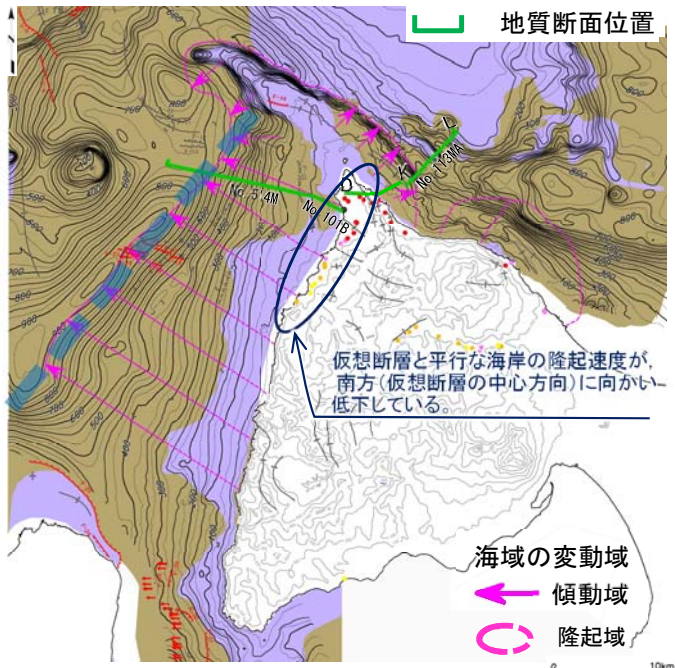 地質断面位置
L
K
O
No 113MA
No 5'4M
No 101B
仮想断層と平行な海岸の隆起速度が,
南方(仮想断層の中心方向)に向かい
低下している。
海域の変動域
傾動域
隆起域
0 10km